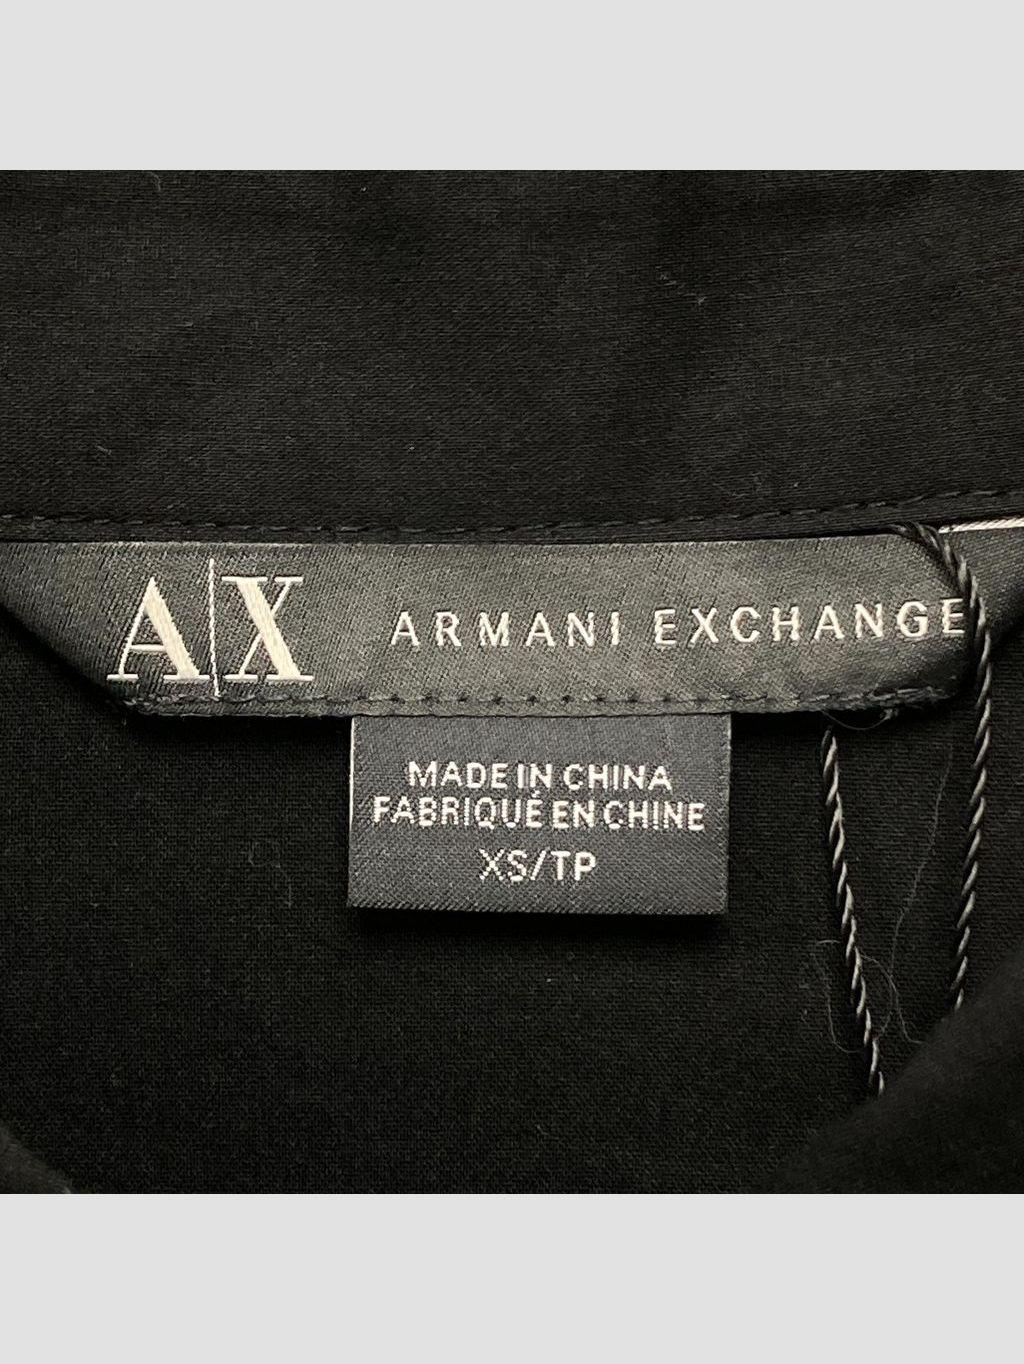 A|X ARMANI EXCHANGE
MADE IN CHINA
FABRIQUÉ EN CHINE
XS/TP